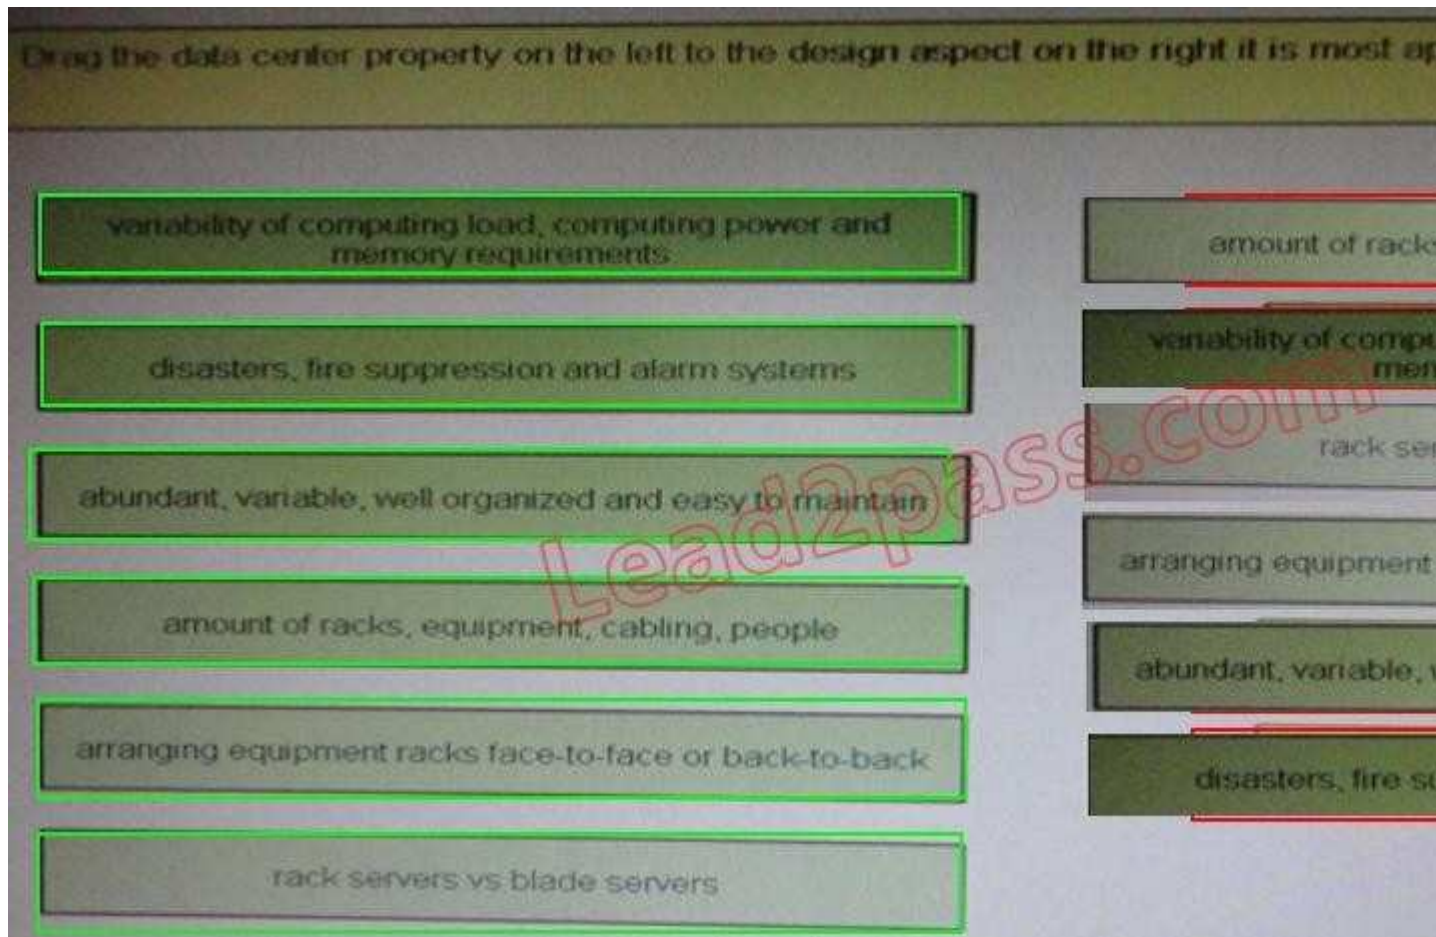 Drag the data center property on the left to the design aspect on the right it is most ap
variability of computing load, computing power and
memory requirements
disasters, fire suppression and alarm systems
abundant, variable, well organized and easy to maintain
amount of racks, equipment, cabling, people
arranging equipment racks face-to-face or back-to-back
rack servers vs blade servers
amount of racks
variability of compu
mem
rack ser
arranging equipment
abundant, variable, w
disasters, fire su
Lead2pass.com